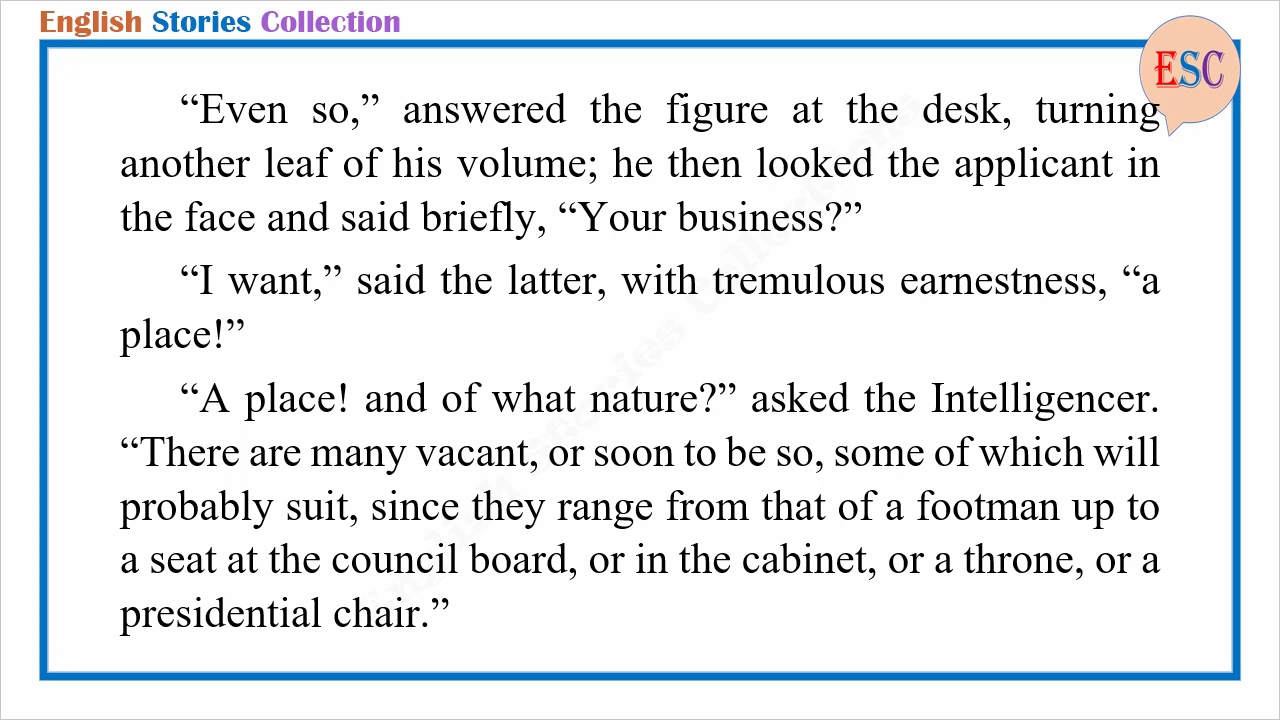 English Stories Collection
ESC
“Even so,” answered the figure at the desk, turning
another leaf of his volume; he then looked the applicant in
the face and said briefly, “Your business?”
“I want,” said the latter, with tremulous earnestness, “a
place!”
“A place! and of what nature?” asked the Intelligencer.
“There are many vacant, or soon to be so, some of which will
probably suit, since they range from that of a footman up to
a seat at the council board, or in the cabinet, or a throne, or a
presidential chair.”
English Stories Collections